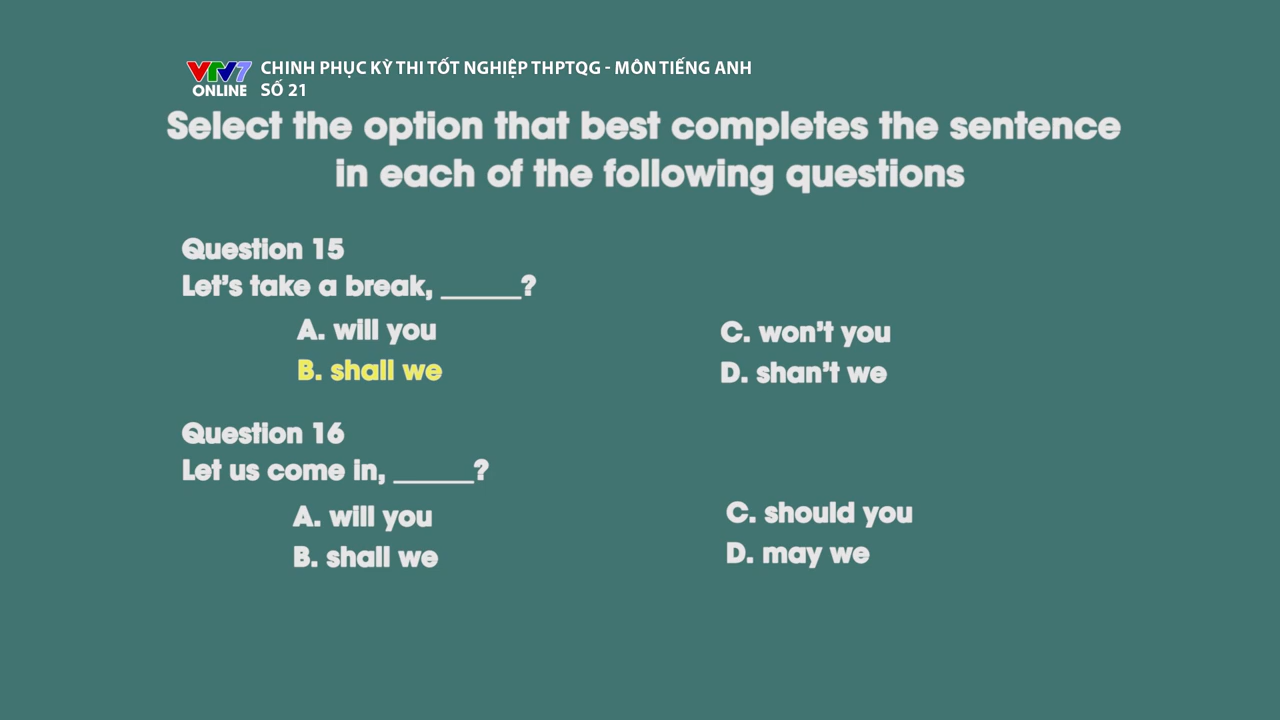 VTV7
ONLINE
CHINH PHỤC KỲ THI TỐT NGHIỆP THPTQG - MÔN TIẾNG ANH
SỐ 21
Select the option that best completes the sentence
in each of the following questions
Question 15
Let's take a break, ______?
A. will you
B. shall we
C. won't you
D. shan't we
Question 16
Let us come in, ______?
A. will you
B. shall we
C. should you
D. may we